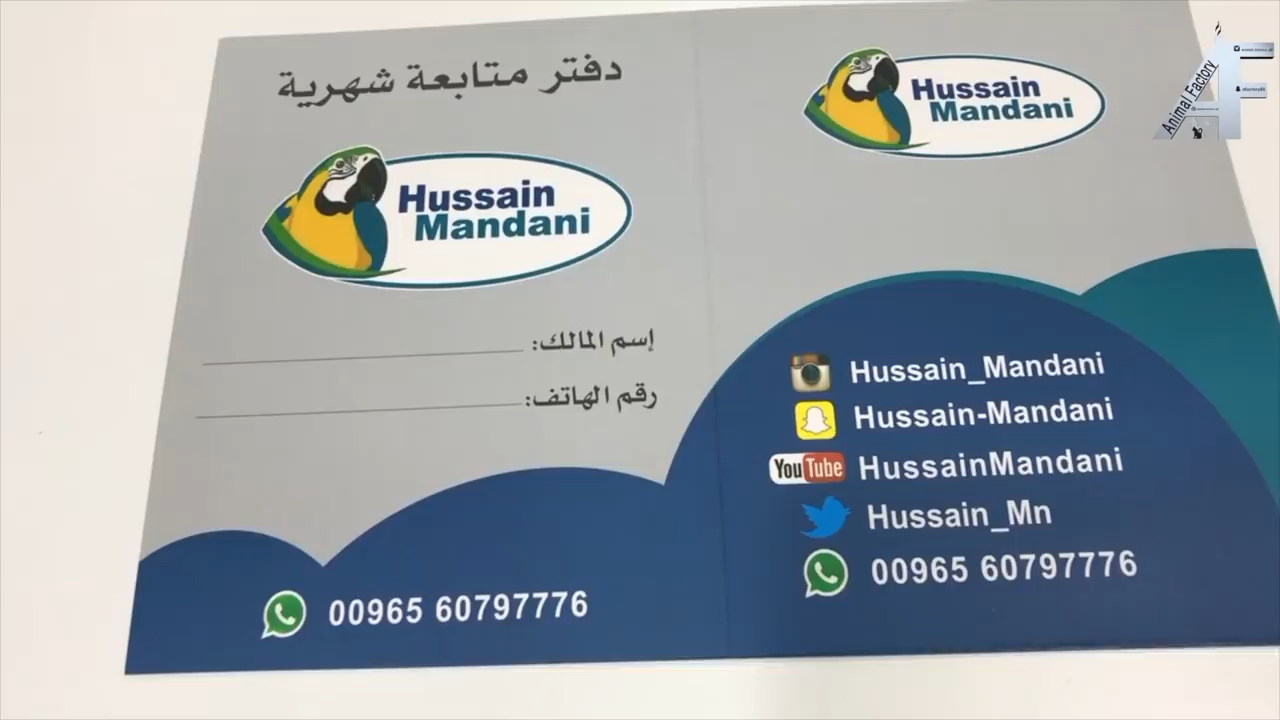 دفتر متابعة شهرية
Hussain
Mandani
إسم المالك:
رقم الهاتف:
00965 60797776
Hussain
Mandani
Hussain_Mandani
Hussain-Mandani
YouTube HussainMandani
Hussain_Mn
00965 60797776
Animal Factory
AF